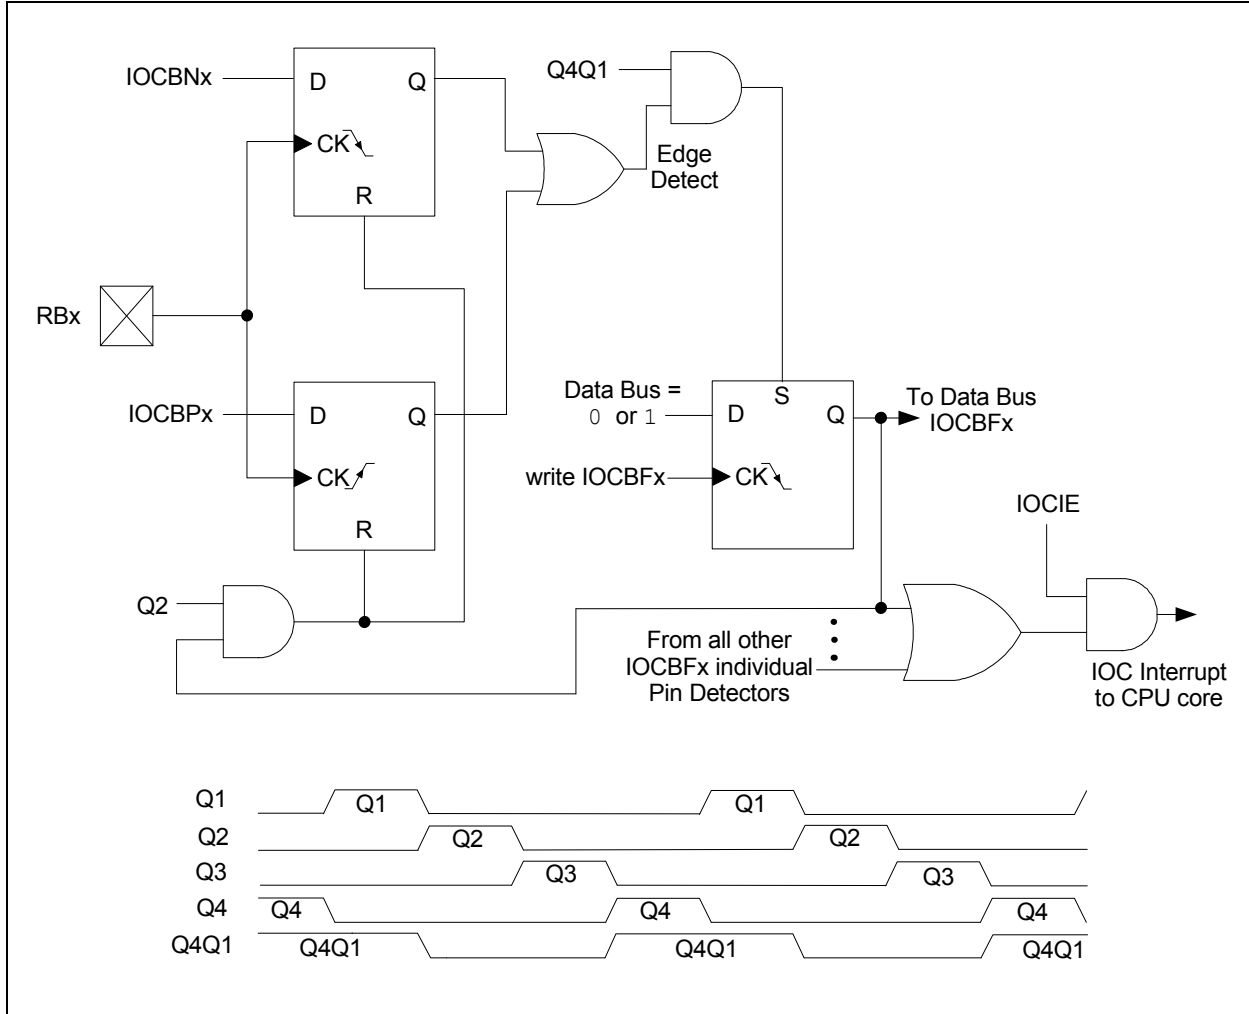 IOCBNx
D
Q
CK
R
Q4Q1
Edge
Detect
RBx
IOCBPx
D
Q
CK
R
Data Bus =
0 or 1
S
D
Q
To Data Bus
IOCBFx
write IOCBFx
CK
IOCIE
Q2
From all other
IOCBFx individual
Pin Detectors
IOC Interrupt
to CPU core
Q1 Q1 Q1
Q2 Q2 Q2
Q3 Q3 Q3
Q4 Q4 Q4 Q4
Q4Q1 Q4Q1 Q4Q1 Q4Q1